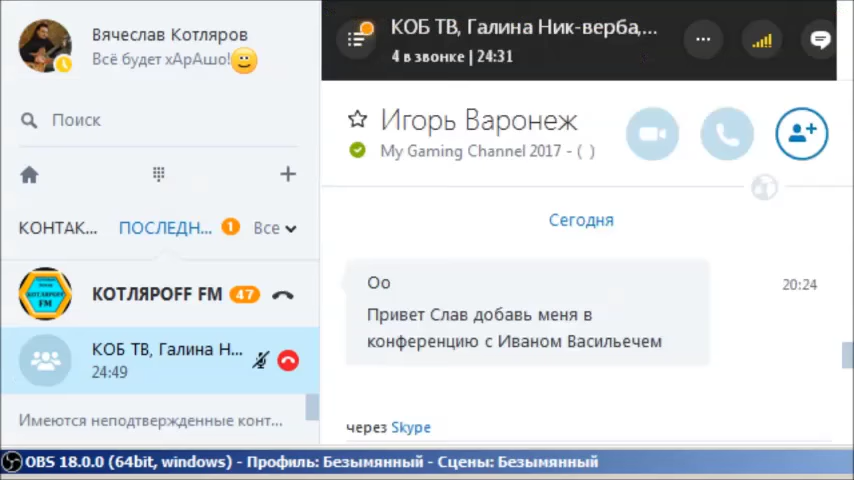 Вячеслав Котляров
Всё будет хАрАшо!
Поиск
КОНТАК...
ПОСЛЕДН...
1
Все
КОТЛЯРОFF FM
47
КОБ ТВ, Галина Н...
24:49
Имеются неподтвержденные конт...
КОБ ТВ, Галина Ник-верба,...
4 в звонке | 24:31
Игорь Варонеж
My Gaming Channel 2017 - ( )
Сегодня
Оо
Привет Слав добавь меня в
конференцию с Иваном Васильечем
20:24
через Skype
OBS 18.0.0 (64bit, windows) - Профиль: Безымянный - Сцены: Безымянный